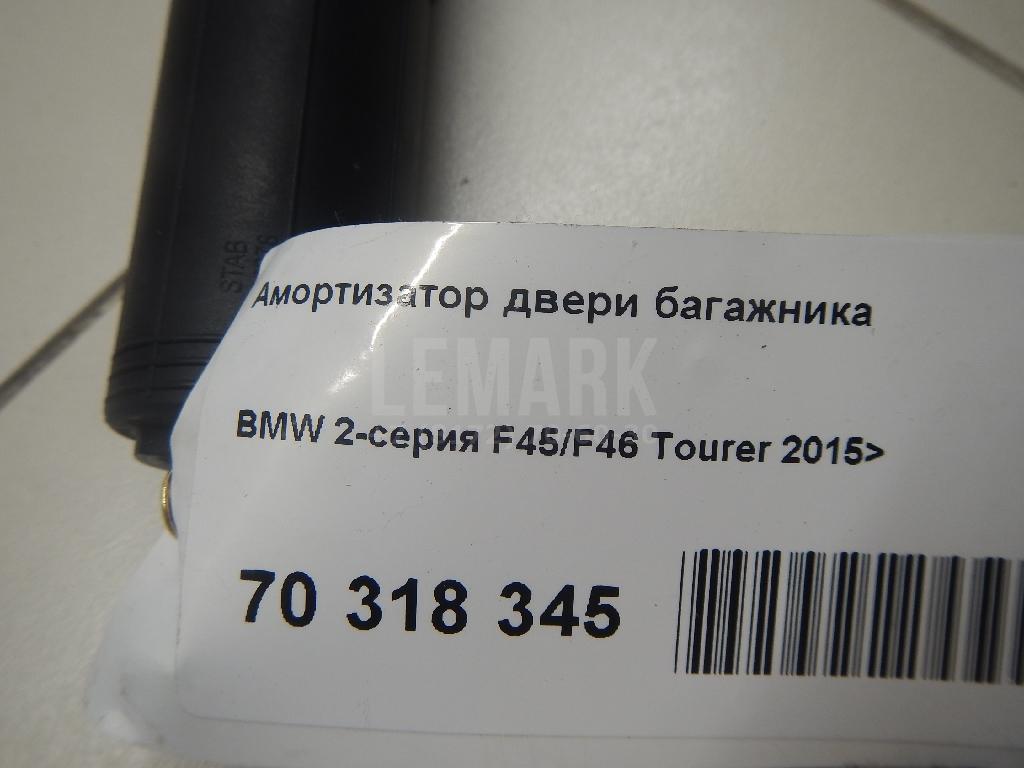 STAB
Амортизатор двери багажника
LEMARK
BMW 2-серия F45/F46 Tourer 2015>
70 318 345